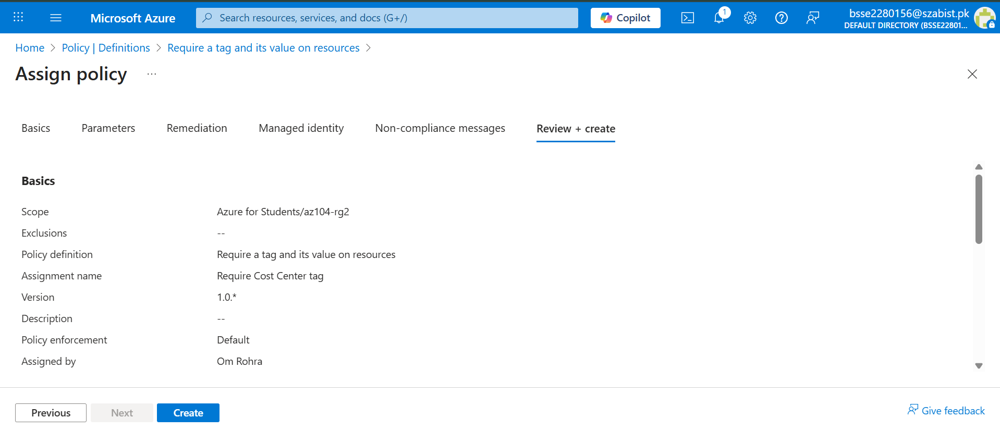 Microsoft Azure
Search resources, services, and docs (G+/)
Copilot
1
bsse2280156@szabist.pk
DEFAULT DIRECTORY (BSSE22801...
Home > Policy | Definitions > Require a tag and its value on resources >
Assign policy ...
Basics Parameters Remediation Managed identity Non-compliance messages Review + create
Basics
Scope Azure for Students/az104-rg2
Exclusions --
Policy definition Require a tag and its value on resources
Assignment name Require Cost Center tag
Version 1.0.*
Description --
Policy enforcement Default
Assigned by Om Rohra
Previous Next Create
Give feedback